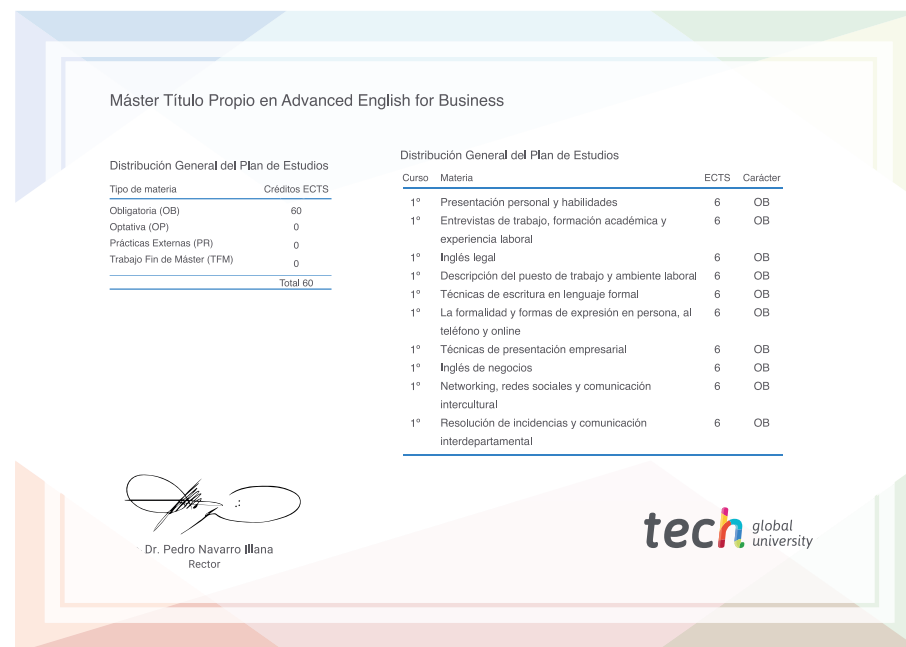 Máster Título Propio en Advanced English for Business
Distribución General del Plan de Estudios
Tipo de materia Créditos ECTS
Obligatoria (OB) 60
Optativa (OP) 0
Prácticas Externas (PR) 0
Trabajo Fin de Máster (TFM) 0
Total 60
Distribución General del Plan de Estudios
Curso Materia ECTS Carácter
1º Presentación personal y habilidades 6 OB
1º Entrevistas de trabajo, formación académica y 6 OB
experiencia laboral
1º Inglés legal 6 OB
1º Descripción del puesto de trabajo y ambiente laboral 6 OB
1º Técnicas de escritura en lenguaje formal 6 OB
1º La formalidad y formas de expresión en persona, al 6 OB
teléfono y online
1º Técnicas de presentación empresarial 6 OB
1º Inglés de negocios 6 OB
1º Networking, redes sociales y comunicación 6 OB
intercultural
1º Resolución de incidencias y comunicación 6 OB
interdepartamental
Dr. Pedro Navarro Illana
Rector
tech global
university